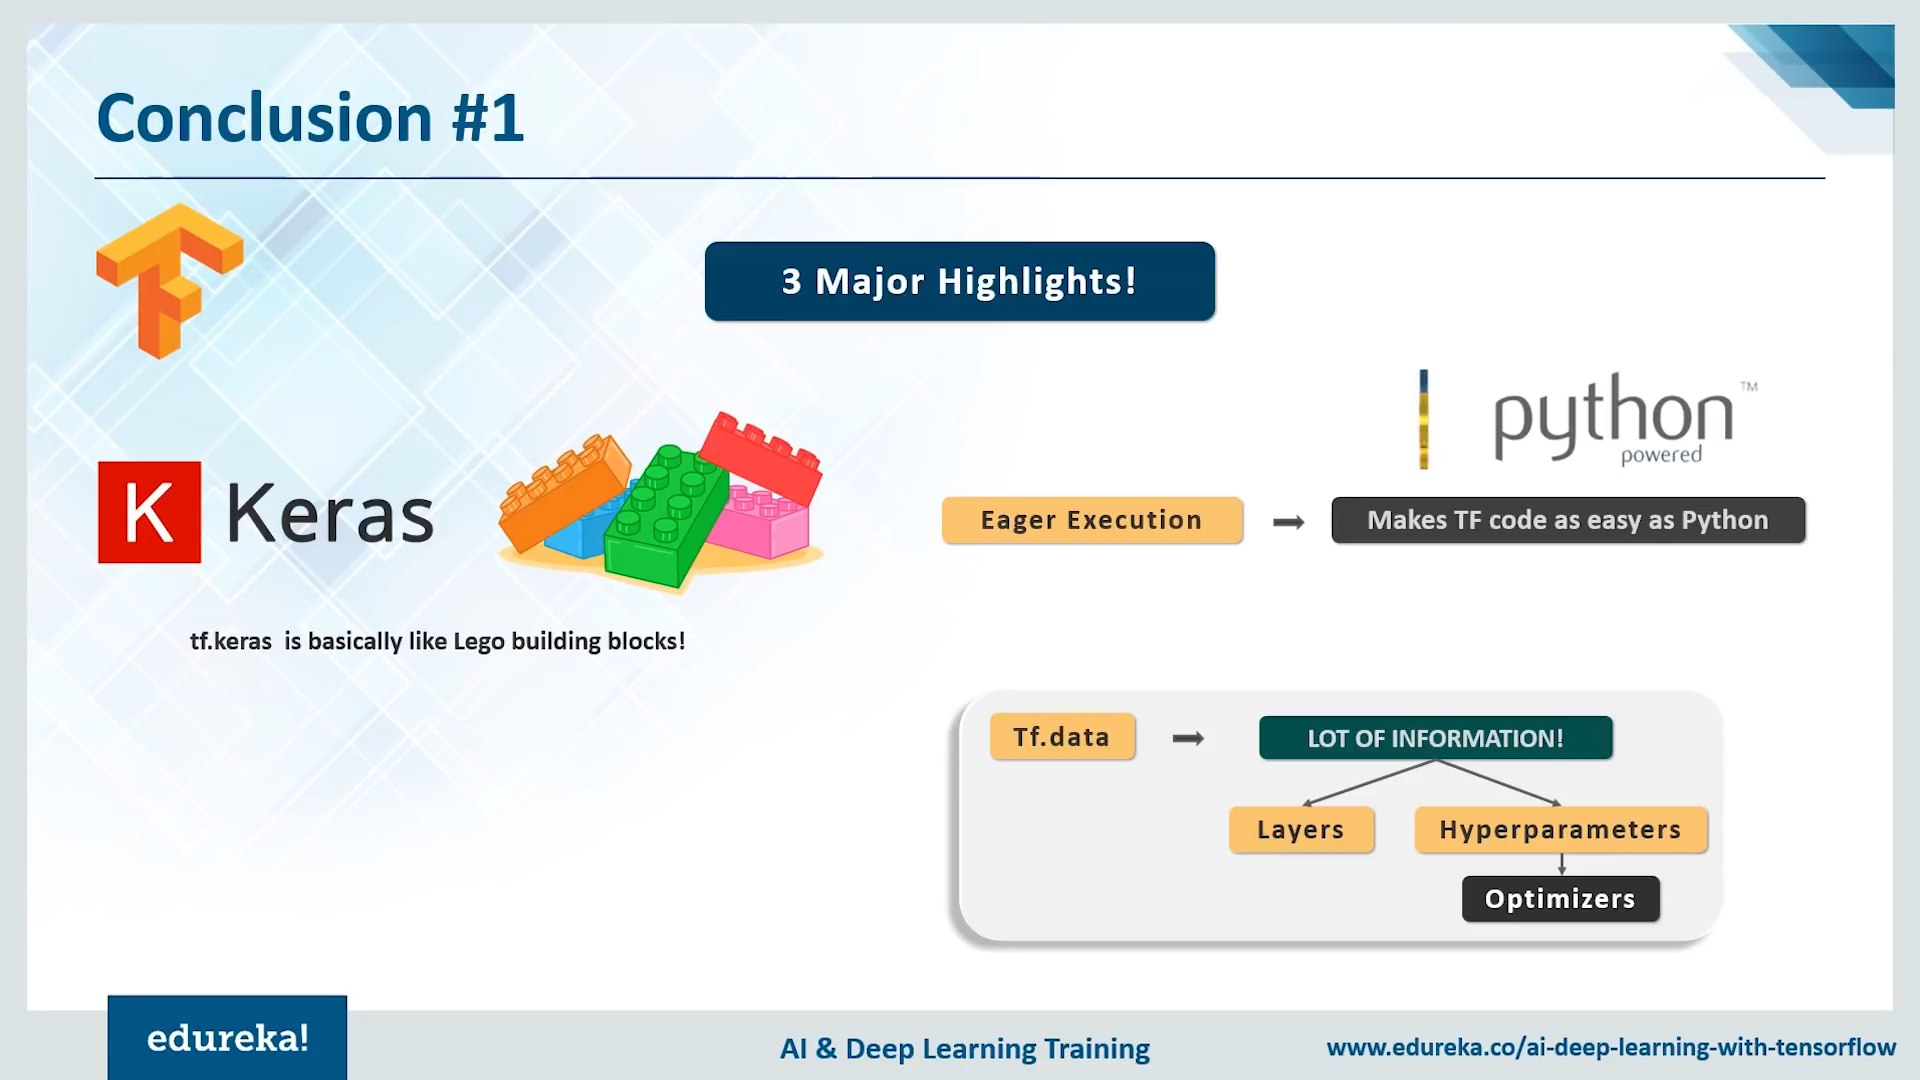 Conclusion #1
3 Major Highlights!
K Keras
tf.keras is basically like Lego building blocks!
python™
powered
Eager Execution
Makes TF code as easy as Python
Tf.data
LOT OF INFORMATION!
Layers
Hyperparameters
Optimizers
edureka!
AI & Deep Learning Training
www.edureka.co/ai-deep-learning-with-tensorflow